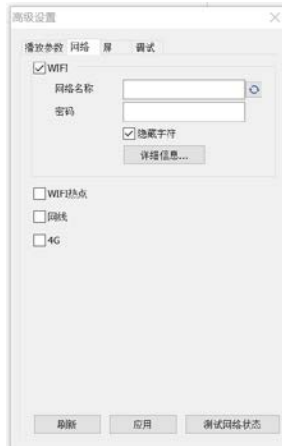 高级设置
播放参数 网络 屏 调试
WIFI
网络名称
密码
隐藏字符
详细信息...
WIFI热点
网线
4G
刷新 应用 测试网络状态